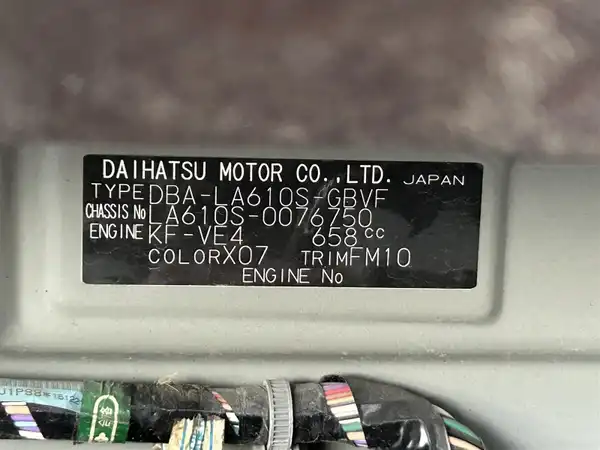 DAIHATSU MOTOR CO.,LTD. JAPAN
TYPE DBA-LA610S-GBVF
CHASSIS No LA610S-0076750
ENGINE KF-VE4 658cc
COLOR X07 TRIM FM10
ENGINE No